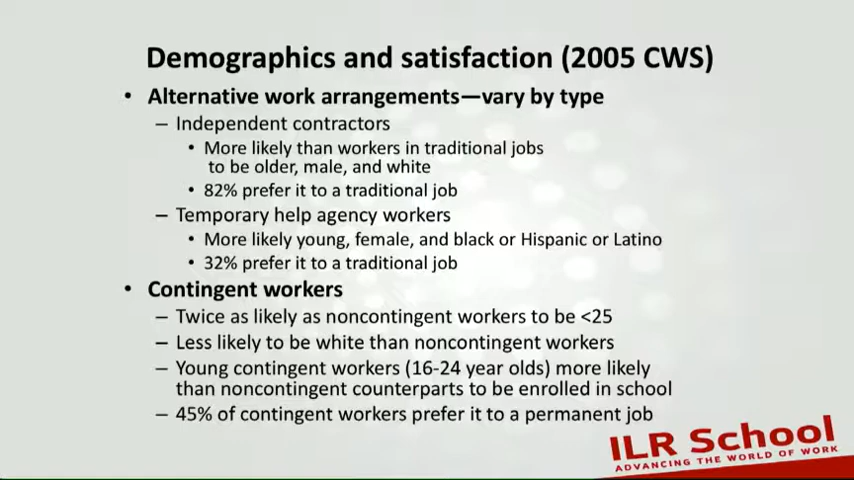 Demographics and satisfaction (2005 CWS)
• Alternative work arrangements—vary by type
– Independent contractors
• More likely than workers in traditional jobs
to be older, male, and white
• 82% prefer it to a traditional job
– Temporary help agency workers
• More likely young, female, and black or Hispanic or Latino
• 32% prefer it to a traditional job
• Contingent workers
– Twice as likely as noncontingent workers to be <25
– Less likely to be white than noncontingent workers
– Young contingent workers (16-24 year olds) more likely
than noncontingent counterparts to be enrolled in school
– 45% of contingent workers prefer it to a permanent job
ILR School
ADVANCING THE WORLD OF WORK